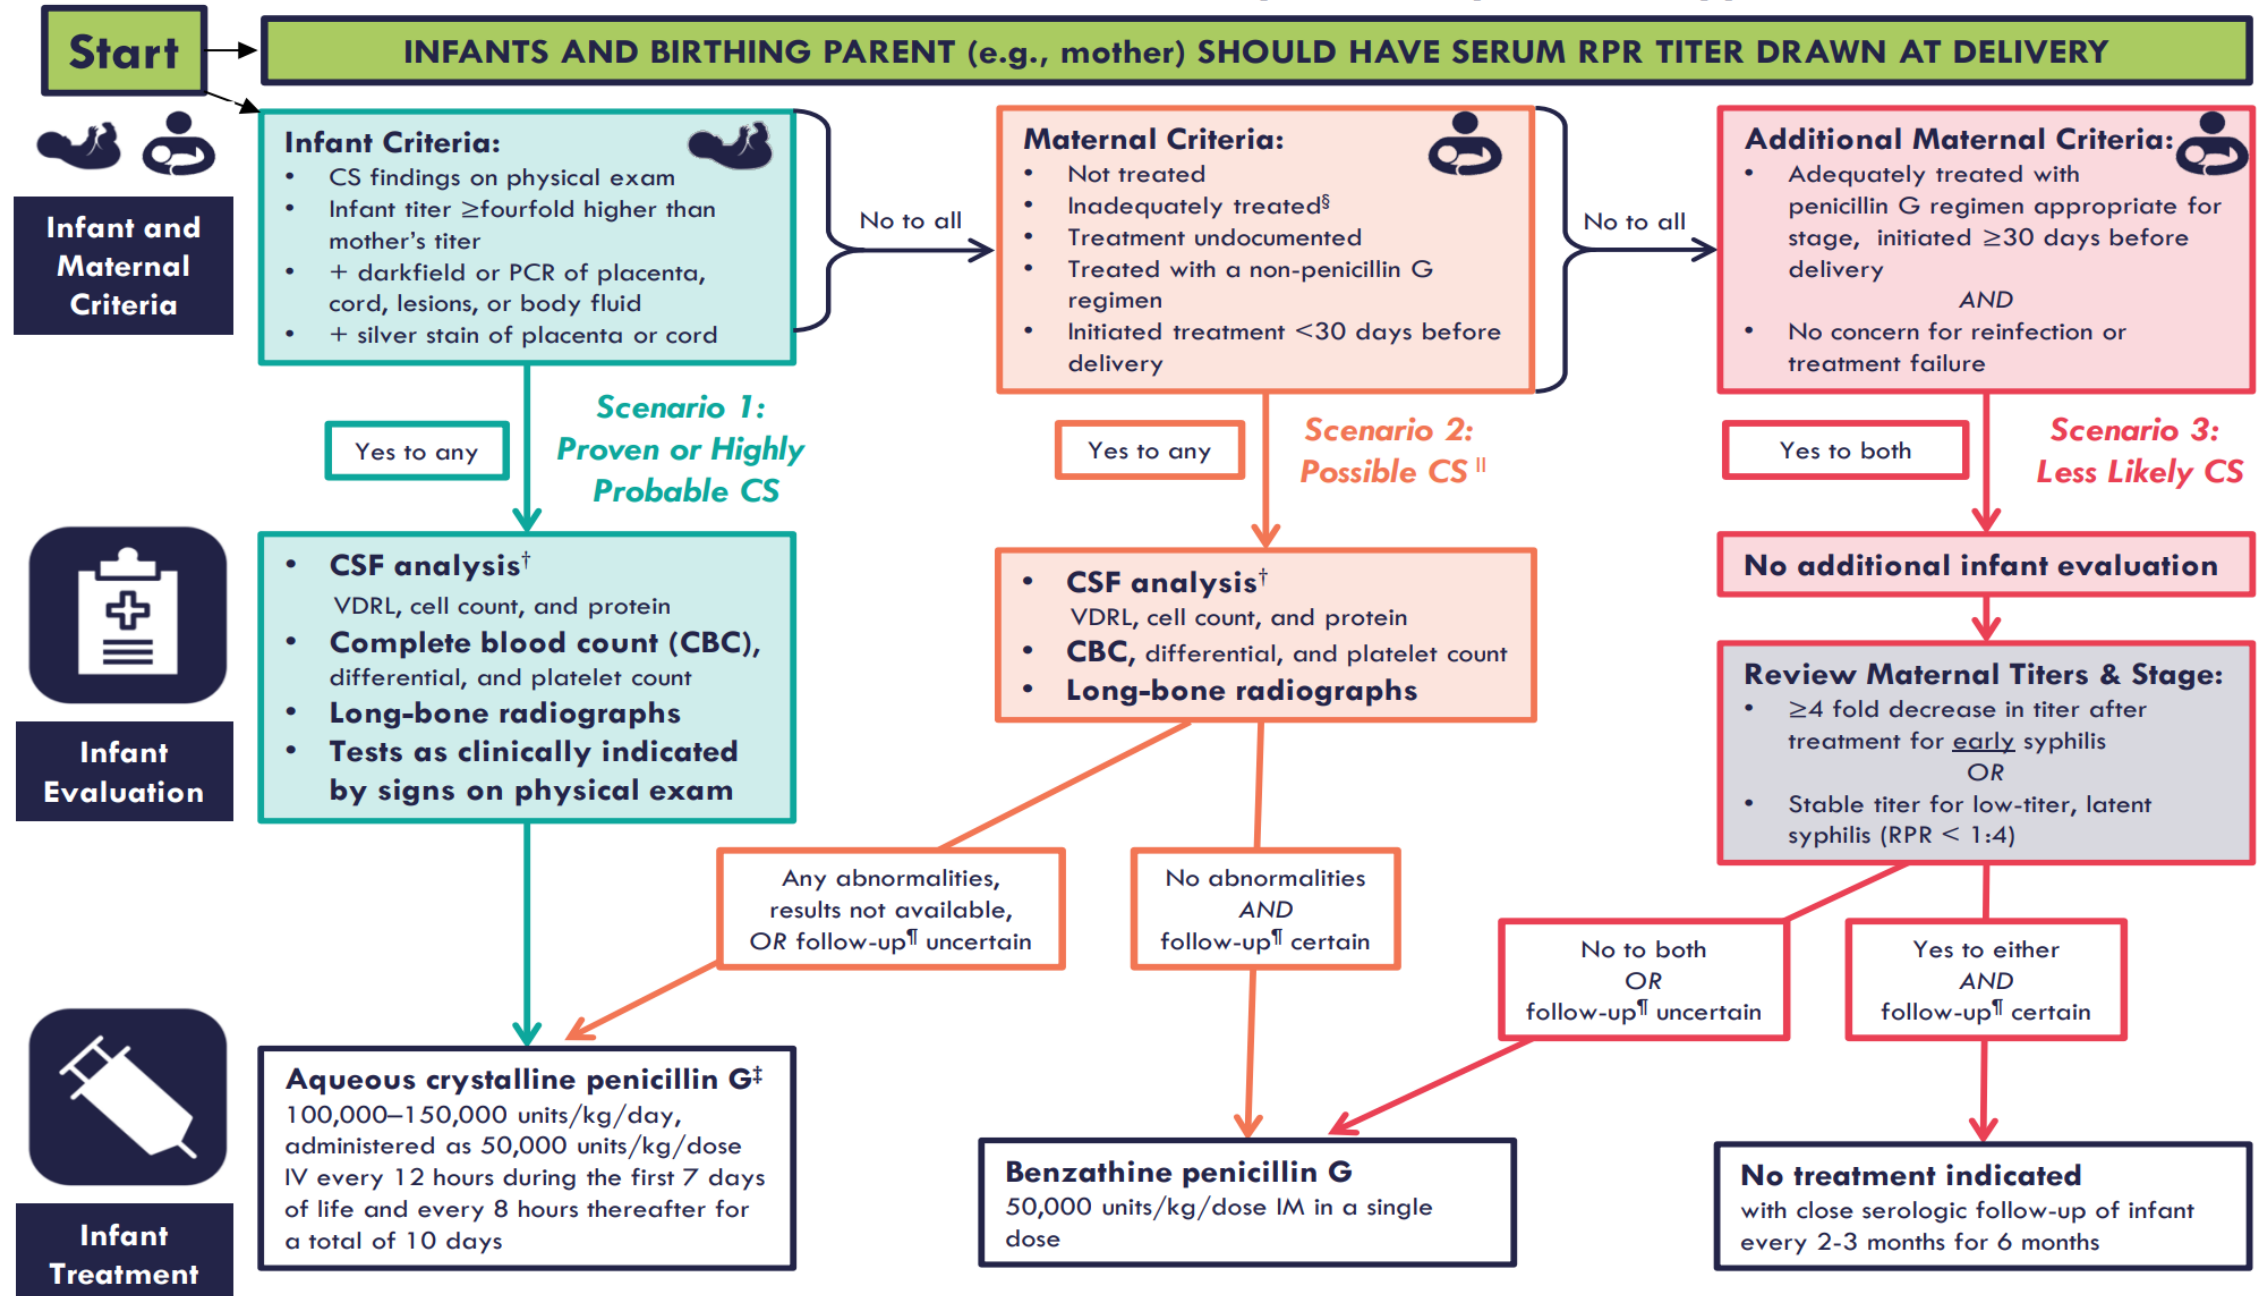 Start
INFANTS AND BIRTHING PARENT (e.g., mother) SHOULD HAVE SERUM RPR TITER DRAWN AT DELIVERY
Infant and
Maternal
Criteria
Infant Criteria:
• CS findings on physical exam
• Infant titer ≥fourfold higher than
mother's titer
• + darkfield or PCR of placenta,
cord, lesions, or body fluid
• + silver stain of placenta or cord
No to all
Maternal Criteria:
• Not treated
• Inadequately treated§
• Treatment undocumented
• Treated with a non-penicillin G
regimen
• Initiated treatment <30 days before
delivery
No to all
Additional Maternal Criteria:
• Adequately treated with
penicillin G regimen appropriate for
stage, initiated ≥30 days before
delivery
AND
• No concern for reinfection or
treatment failure
Yes to any
Scenario 1:
Proven or Highly
Probable CS
Yes to any
Scenario 2:
Possible CS ||
Yes to both
Scenario 3:
Less Likely CS
Infant
Evaluation
• CSF analysis†
VDRL, cell count, and protein
• Complete blood count (CBC),
differential, and platelet count
• Long-bone radiographs
• Tests as clinically indicated
by signs on physical exam
• CSF analysis†
VDRL, cell count, and protein
• CBC, differential, and platelet count
• Long-bone radiographs
No additional infant evaluation
Review Maternal Titers & Stage:
• ≥4 fold decrease in titer after
treatment for early syphilis
OR
• Stable titer for low-titer, latent
syphilis (RPR < 1:4)
Any abnormalities,
results not available,
OR follow-up¶ uncertain
No abnormalities
AND
follow-up¶ certain
No to both
OR
follow-up¶ uncertain
Yes to either
AND
follow-up¶ certain
Infant
Treatment
Aqueous crystalline penicillin G‡
100,000–150,000 units/kg/day,
administered as 50,000 units/kg/dose
IV every 12 hours during the first 7 days
of life and every 8 hours thereafter for
a total of 10 days
Benzathine penicillin G
50,000 units/kg/dose IM in a single
dose
No treatment indicated
with close serologic follow-up of infant
every 2-3 months for 6 months